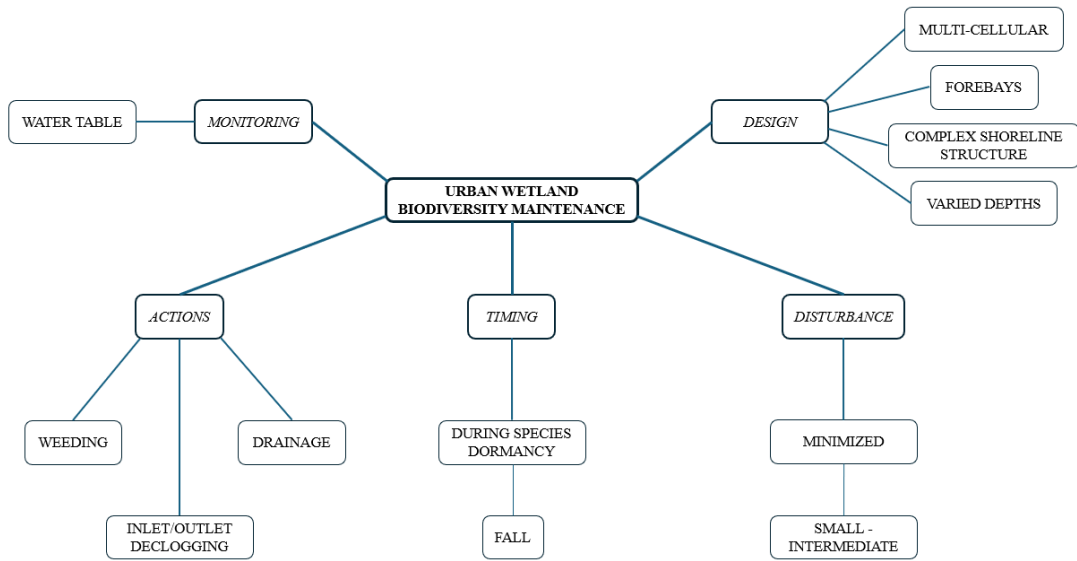 MULTI-CELLULAR
FOREBAYS
WATER TABLE
MONITORING
DESIGN
COMPLEX SHORELINE
STRUCTURE
URBAN WETLAND
BIODIVERSITY MAINTENANCE
VARIED DEPTHS
ACTIONS
TIMING
DISTURBANCE
WEEDING
DRAINAGE
DURING SPECIES
DORMANCY
MINIMIZED
INLET/OUTLET
DECLOGGING
FALL
SMALL -
INTERMEDIATE